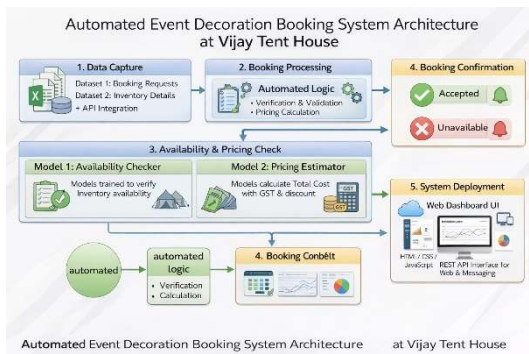 Automated Event Decoration Booking System Architecture
at Vijay Tent House
1. Data Capture
Dataset 1: Booking Requests
Dataset 2: Inventory Details
+ API Integration
2. Booking Processing
Automated Logic
• Verification & Validation
• Pricing Calculation
4. Booking Confirmation
Accepted
Unavailable
3. Availability & Pricing Check
Model 1: Availability Checker
Models trained to verify
Inventory availability
Model 2: Pricing Estimator
Models calculate Total Cost
with GST & discount
GST
5. System Deployment
Web Dashboard UI
HTML / CSS /
JavaScript
REST API Interface for
Web & Messaging
automated
automated
logic
• Verification
• Calculation
4. Booking Conbèlt
Automated Event Decoration Booking System Architecture at Vijay Tent House